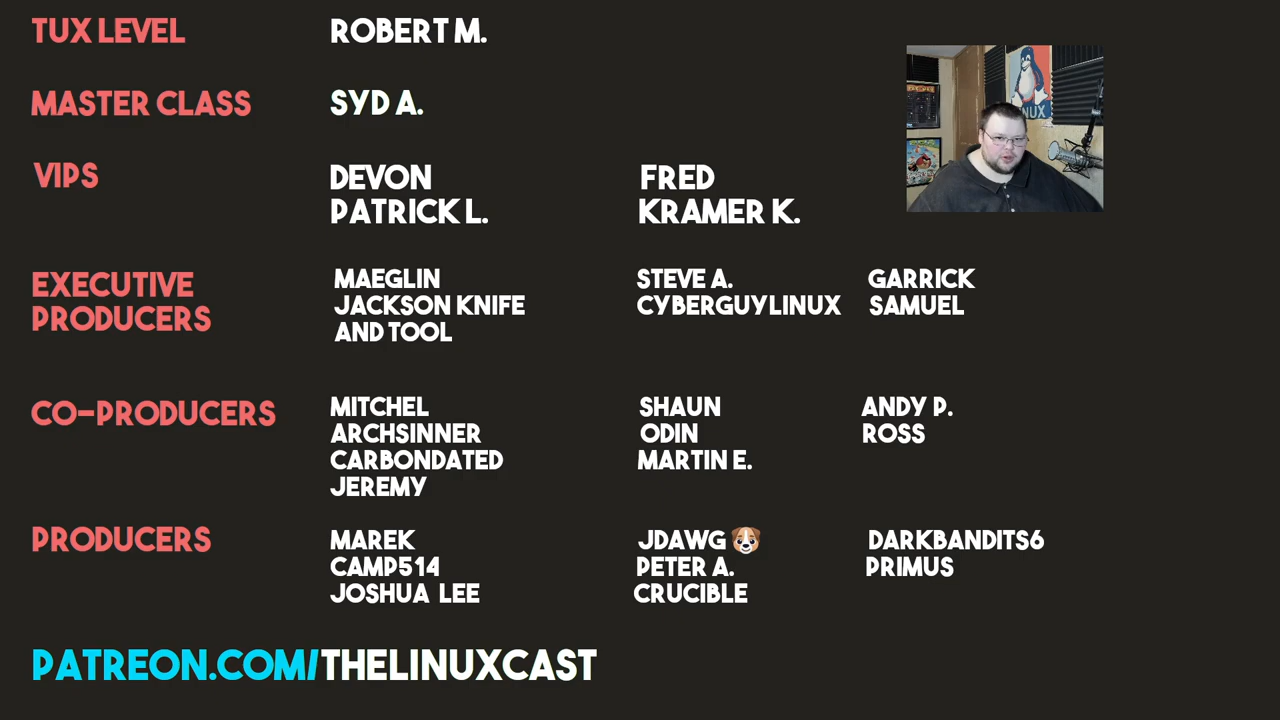 TUX LEVEL ROBERT M.
MASTER CLASS SYD A.
VIPS DEVON FRED
PATRICK L. KRAMER K.
EXECUTIVE MAEGLIN STEVE A. GARRICK
PRODUCERS JACKSON KNIFE CYBERGUYLINUX SAMUEL
AND TOOL
CO-PRODUCERS MITCHEL SHAUN ANDY P.
ARCHSINNER ODIN ROSS
CARBONDATED MARTIN E.
JEREMY
PRODUCERS MAREK JDAWG DARKBANDITS6
CAMP514 PETER A. PRIMUS
JOSHUA LEE CRUCIBLE
PATREON.COM/THELINUXCAST
NUX